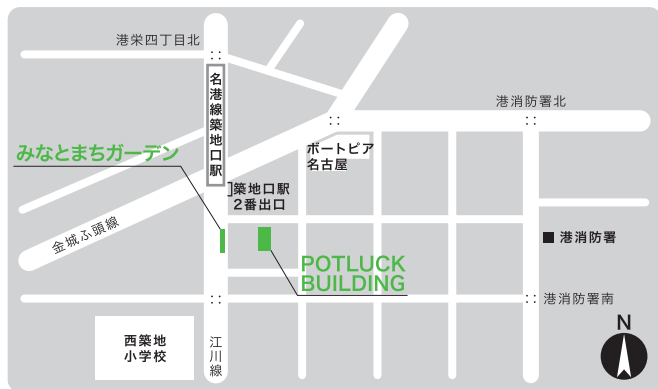 港栄四丁目北
名港線築地口駅
港消防署北
ボートピア
名古屋
みなとまちガーデン
築地口駅
2番出口
金城ふ頭線
港消防署
POTLUCK
BUILDING
港消防署南
西築地
小学校
江川線
N